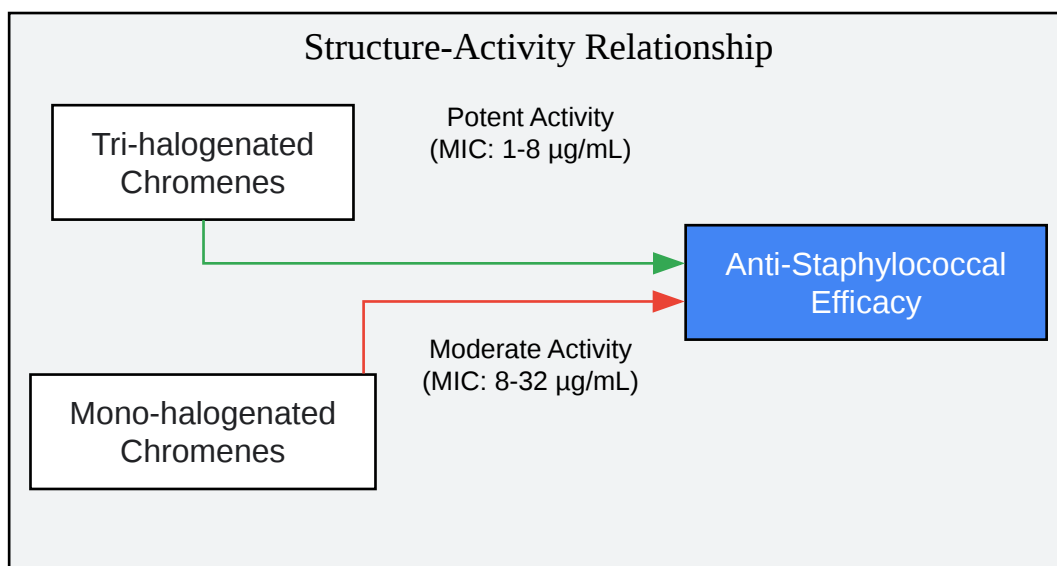 Structure-Activity Relationship
Tri-halogenated
Chromenes
Potent Activity
(MIC: 1-8 µg/mL)
Anti-Staphylococcal
Efficacy
Moderate Activity
(MIC: 8-32 µg/mL)
Mono-halogenated
Chromenes